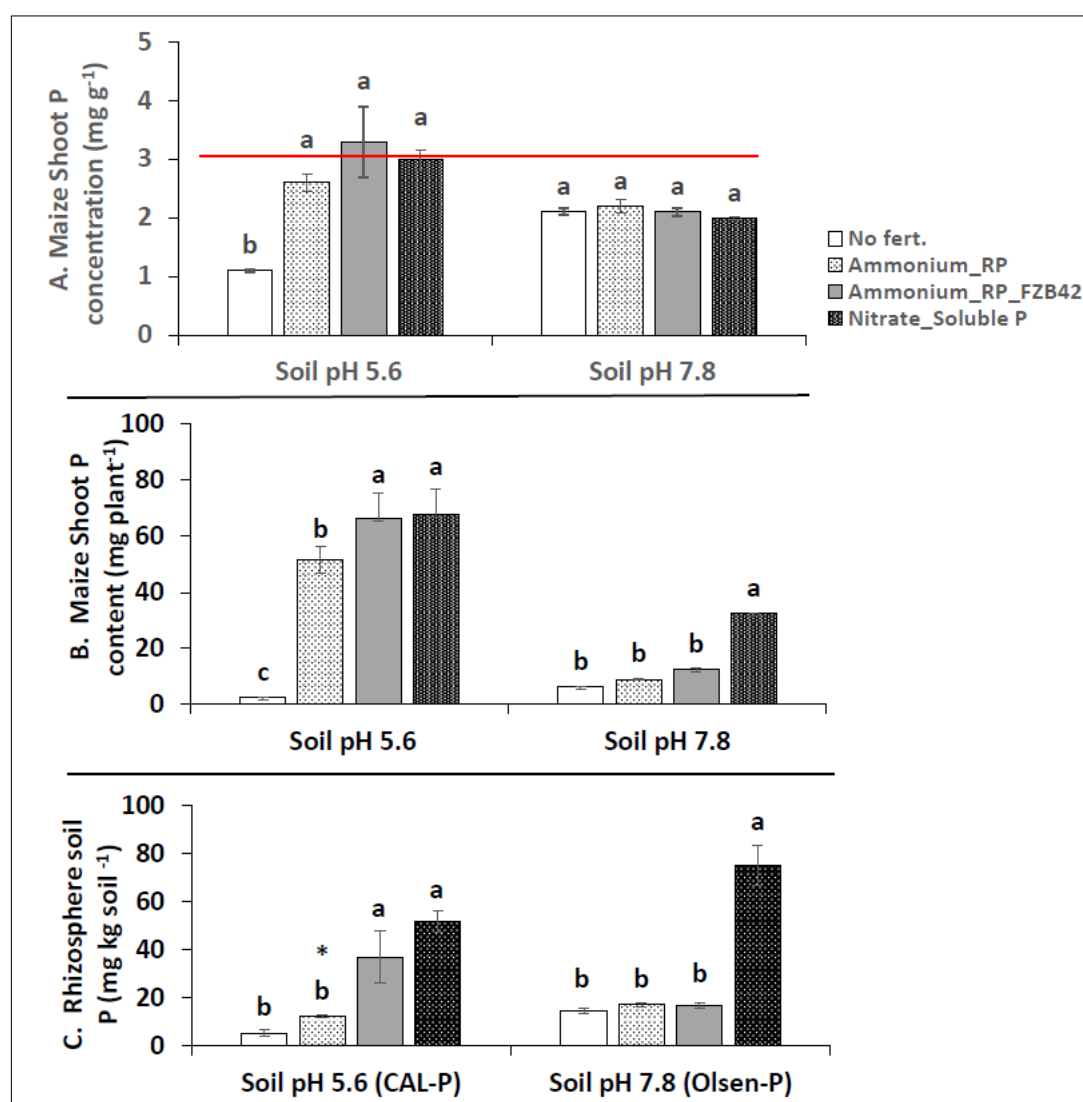 A. Maize Shoot P
concentration (mg g-1)
5
4
3
2
1
0
b
a
a
a
a
a
a
a
Soil pH 5.6
Soil pH 7.8
No fert.
Ammonium_RP
Ammonium_RP_FZB42
Nitrate_Soluble P
B. Maize Shoot P
content (mg plant-1)
100
80
60
40
20
0
c
b
a
a
b
b
b
a
Soil pH 5.6
Soil pH 7.8
C. Rhizosphere soil
P (mg kg soil -1)
100
80
60
40
20
0
b
*
b
a
a
b
b
b
a
Soil pH 5.6 (CAL-P)
Soil pH 7.8 (Olsen-P)